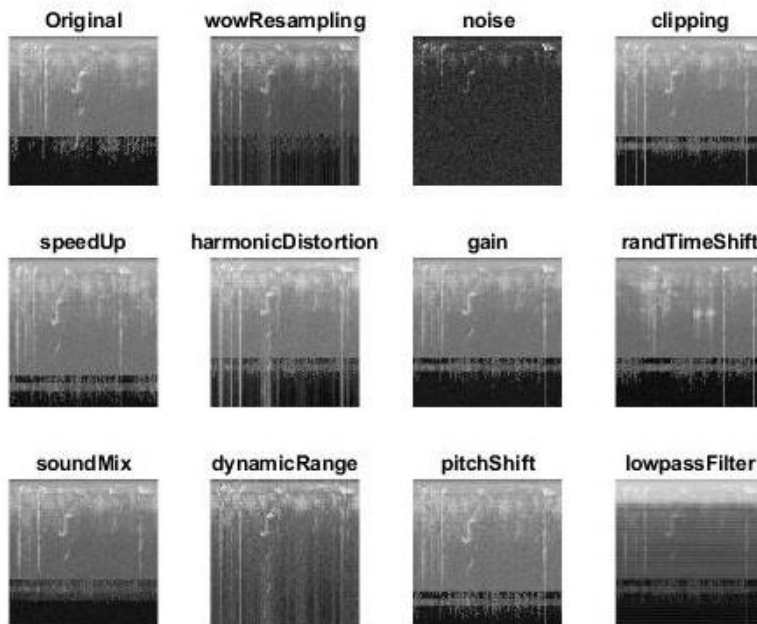 Original wowResampling noise clipping
speedUp harmonicDistortion gain randTimeShift
soundMix dynamicRange pitchShift lowpassFilter